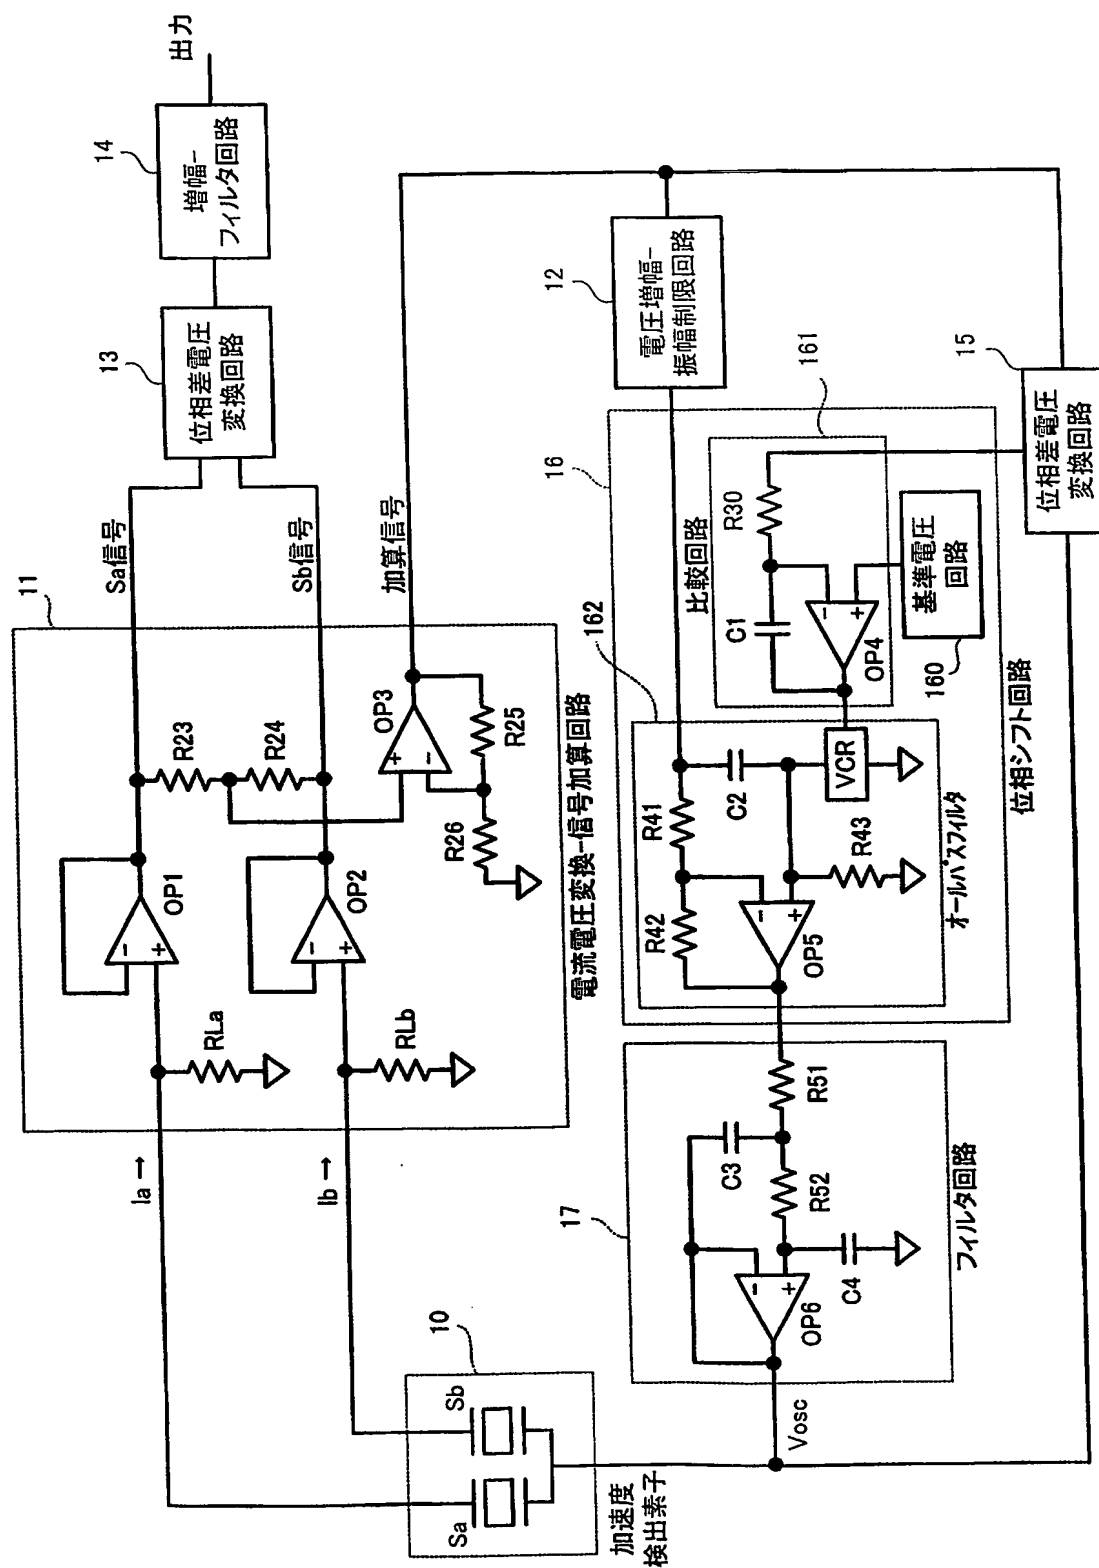 出力
14
増幅-
フィルタ回路
13
位相差電圧
変換回路
Sa信号
Sb信号
加算信号
11
OP1
OP2
OP3
R23
R24
R25
R26
RLa
RLb
電流電圧変換-信号加算回路
Ia →
Ib →
10
Sa
Sb
加速度
検出素子
12
電圧増幅-
振幅制限回路
16
161
比較回路
R30
C1
OP4
160
基準電圧
回路
15
位相差電圧
変換回路
162
R41
R42
R43
C2
VCR
OP5
オールパスフィルタ
位相シフト回路
17
R51
R52
C3
C4
OP6
フィルタ回路
Vosc